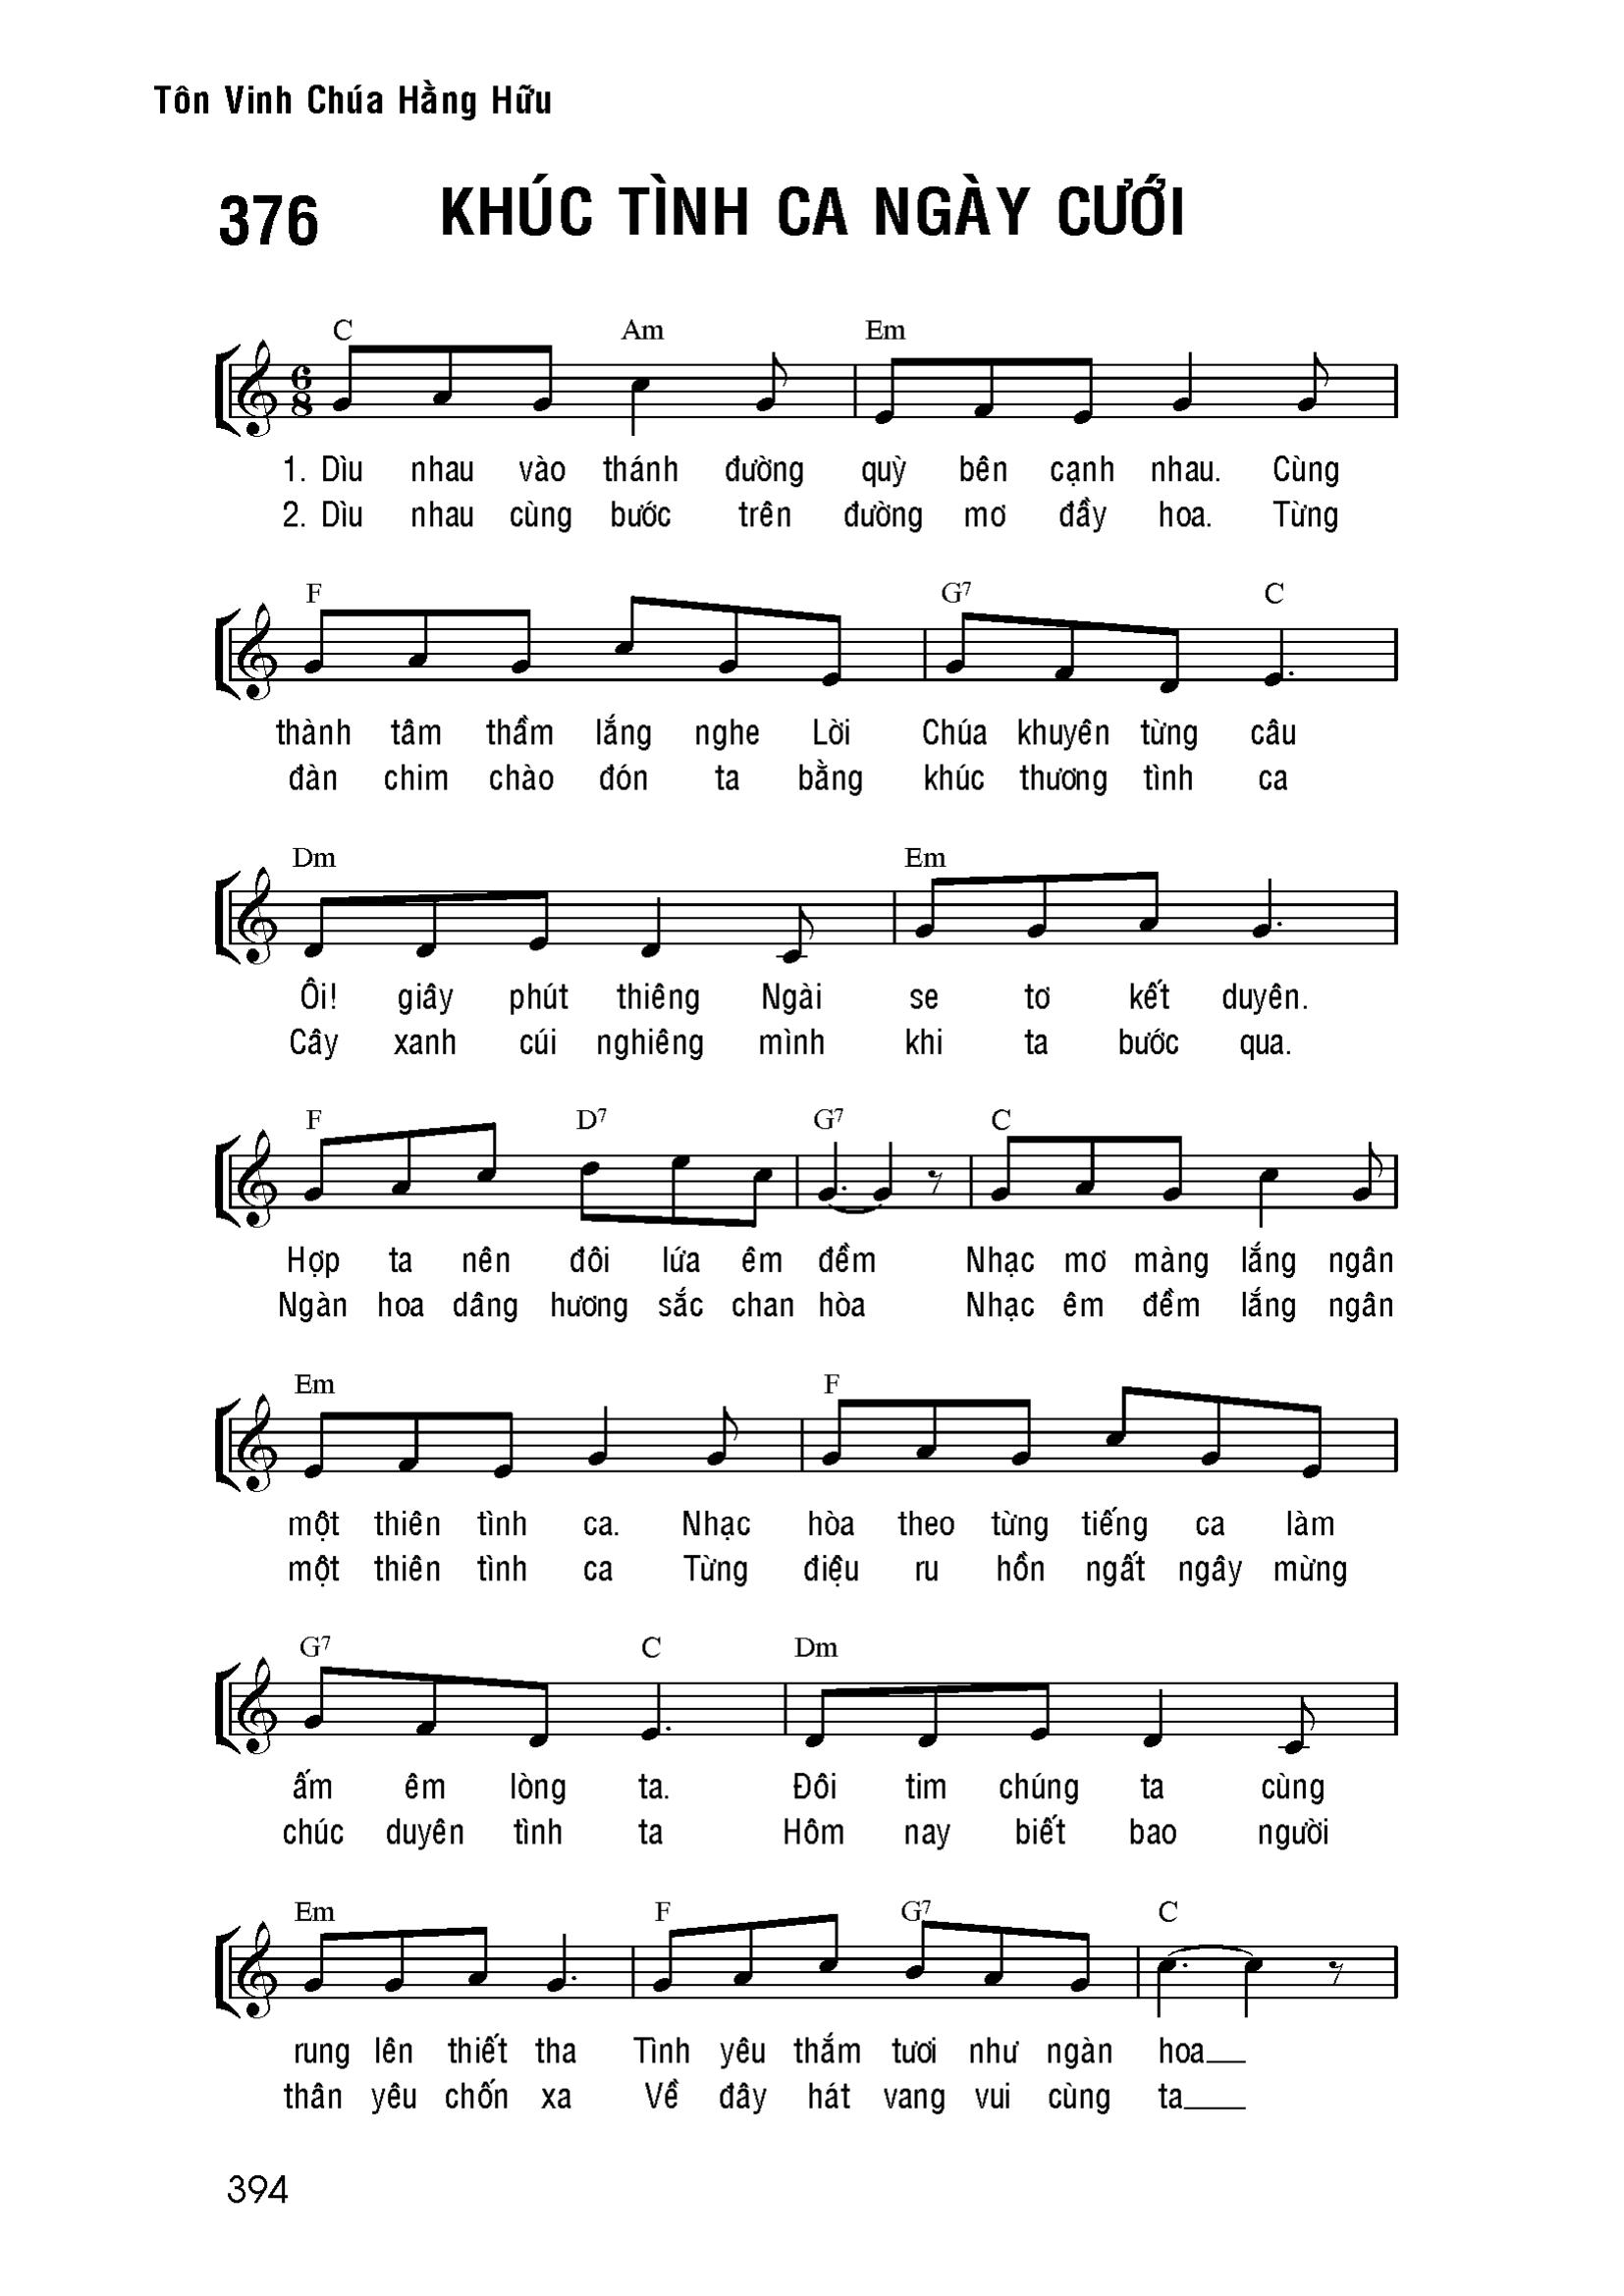 Tôn Vinh Chúa Hằng Hữu
376 KHÚC TÌNH CA NGÀY CƯỚI
C Am Em
6
8
1. Dìu nhau vào thánh đường quỳ bên cạnh nhau. Cùng
2. Dìu nhau cùng bước trên đường mơ đầy hoa. Từng
F G7 C
thành tâm thầm lắng nghe Lời Chúa khuyên từng câu
đàn chim chào đón ta bằng khúc thương tình ca
Dm Em
Ôi! giây phút thiêng Ngài se tơ kết duyên.
Cây xanh cúi nghiêng mình khi ta bước qua.
F D7 G7 C
Hợp ta nên đôi lứa êm đềm Nhạc mơ màng lắng ngân
Ngàn hoa dâng hương sắc chan hòa Nhạc êm đềm lắng ngân
Em F
một thiên tình ca. Nhạc hòa theo từng tiếng ca làm
một thiên tình ca Từng điệu ru hồn ngất ngây mừng
G7 C Dm
ấm êm lòng ta. Đôi tim chúng ta cùng
chúc duyên tình ta Hôm nay biết bao người
Em F G7 C
rung lên thiết tha Tình yêu thắm tươi như ngàn hoa
thân yêu chốn xa Về đây hát vang vui cùng ta
394